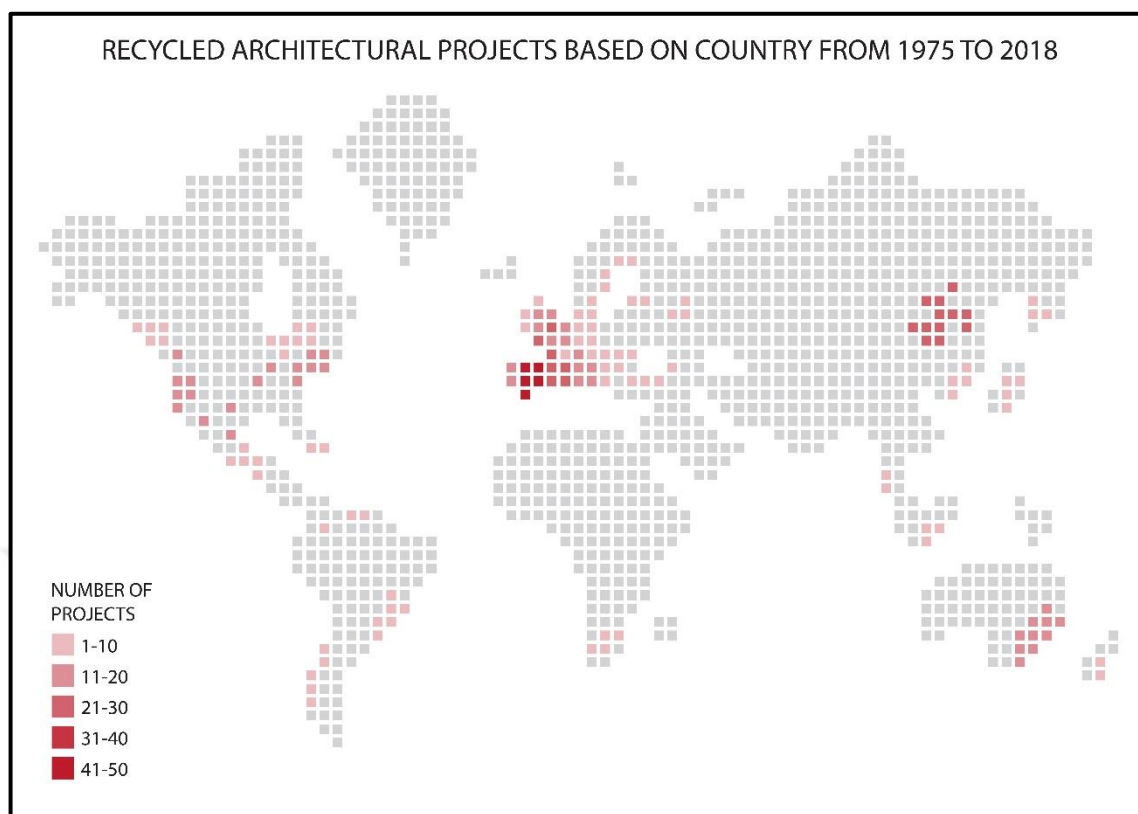 RECYCLED ARCHITECTURAL PROJECTS BASED ON COUNTRY FROM 1975 TO 2018
NUMBER OF
PROJECTS
1-10
11-20
21-30
31-40
41-50